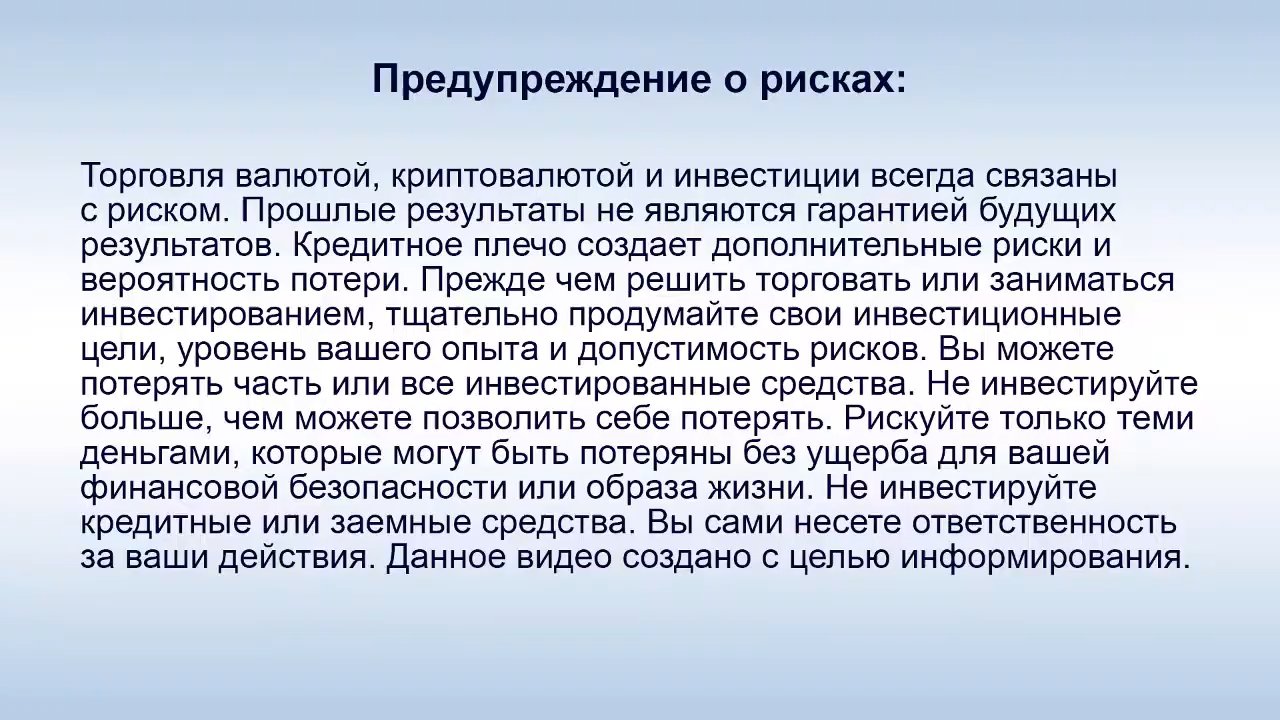 Предупреждение о рисках:
Торговля валютой, криптовалютой и инвестиции всегда связаны
с риском. Прошлые результаты не являются гарантией будущих
результатов. Кредитное плечо создает дополнительные риски и
вероятность потери. Прежде чем решить торговать или заниматься
инвестированием, тщательно продумайте свои инвестиционные
цели, уровень вашего опыта и допустимость рисков. Вы можете
потерять часть или все инвестированные средства. Не инвестируйте
больше, чем можете позволить себе потерять. Рискуйте только теми
деньгами, которые могут быть потеряны без ущерба для вашей
финансовой безопасности или образа жизни. Не инвестируйте
кредитные или заемные средства. Вы сами несете ответственность
за ваши действия. Данное видео создано с целью информирования.